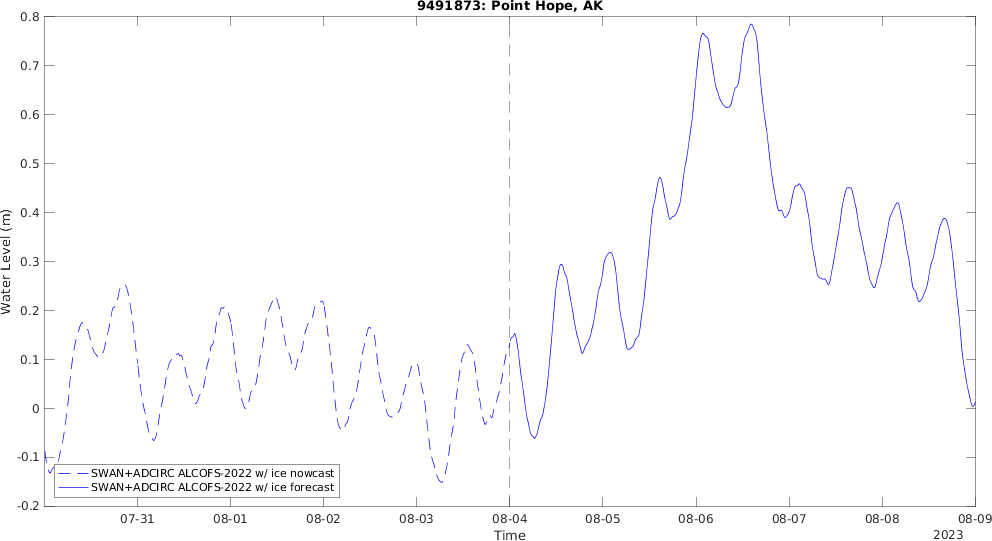 9491873: Point Hope, AK
0.8
0.7
0.6
0.5
0.4
0.3
0.2
0.1
0
-0.1
-0.2
Water Level (m)
SWAN+ADCIRC ALCOFS-2022 w/ ice nowcast
SWAN+ADCIRC ALCOFS-2022 w/ ice forecast
07-31 08-01 08-02 08-03 08-04 08-05 08-06 08-07 08-08 08-09
Time
2023